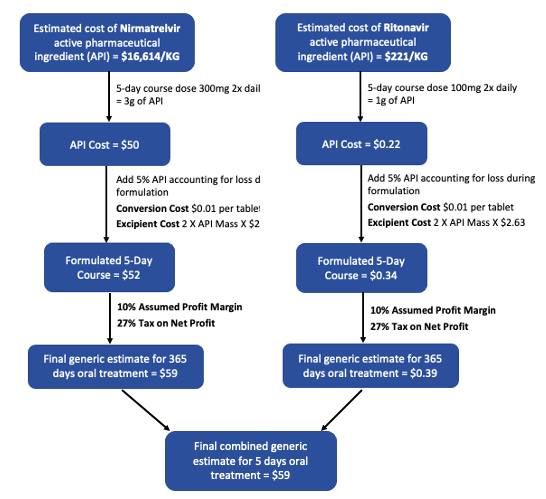 Estimated cost of Nirmatrelvir
active pharmaceutical
ingredient (API) = $16,614/KG
5-day course dose 300mg 2x dail
= 3g of API
API Cost = $50
Add 5% API accounting for loss d
formulation
Conversion Cost $0.01 per tablet
Excipient Cost 2 X API Mass X $2
Formulated 5-Day
Course = $52
10% Assumed Profit Margin
27% Tax on Net Profit
Final generic estimate for 365
days oral treatment = $59
Estimated cost of Ritonavir
active pharmaceutical
ingredient (API) = $221/KG
5-day course dose 100mg 2x daily
= 1g of API
API Cost = $0.22
Add 5% API accounting for loss during
formulation
Conversion Cost $0.01 per tablet
Excipient Cost 2 X API Mass X $2.63
Formulated 5-Day
Course = $0.34
10% Assumed Profit Margin
27% Tax on Net Profit
Final generic estimate for 365
days oral treatment = $0.39
Final combined generic
estimate for 5 days oral
treatment = $59